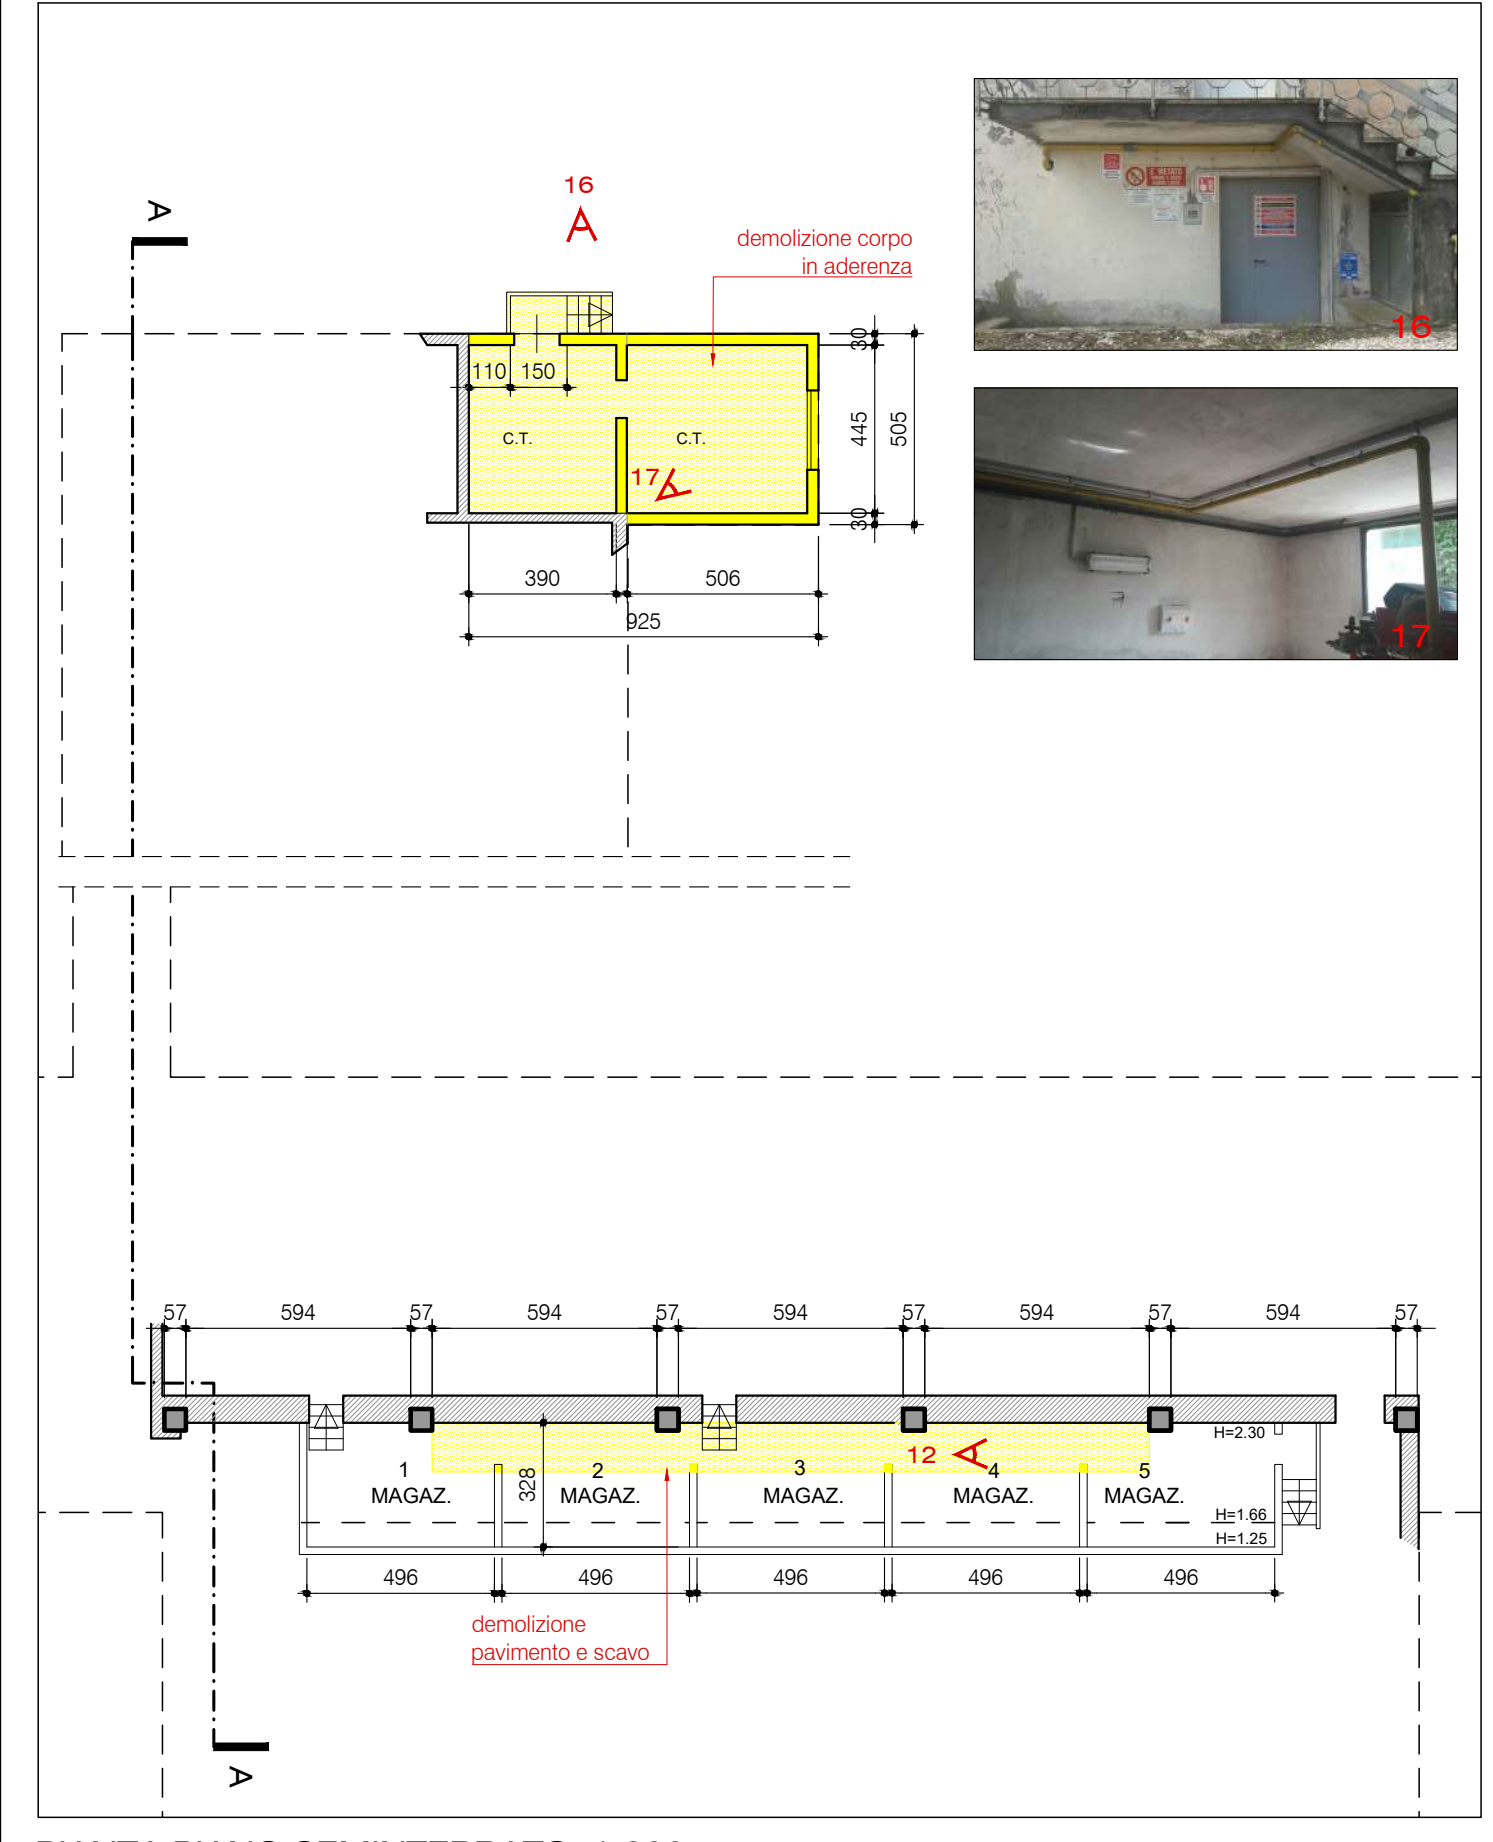 A
16
demolizione corpo
in aderenza
E' VIETATO
16
30
110 150
445
505
C.T. C.T.
17
30
390 506
925
17
57 594 57 594 57 594 57 594 57 594 57
H=2.30
12
1 2 3 4 5
328
MAGAZ. MAGAZ. MAGAZ. MAGAZ. MAGAZ.
H=1.66
H=1.25
496 496 496 496 496
demolizione
pavimento e scavo
A